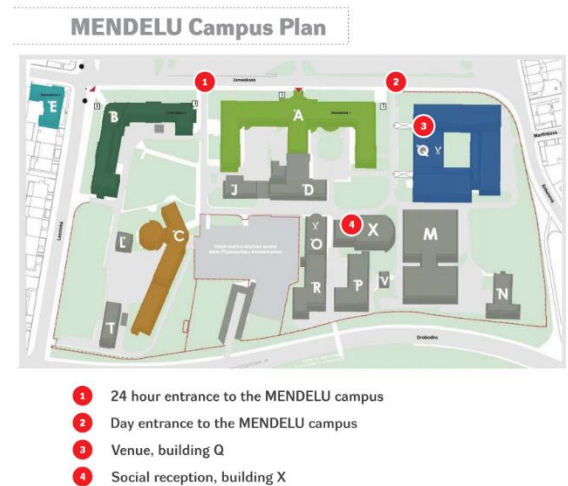 MENDELU Campus Plan
1
Zemědělská
2
E
B
A
3
Q
J
D
4
X
M
C
O
R
P
V
N
T
Drobného
1 24 hour entrance to the MENDELU campus
2 Day entrance to the MENDELU campus
3 Venue, building Q
4 Social reception, building X